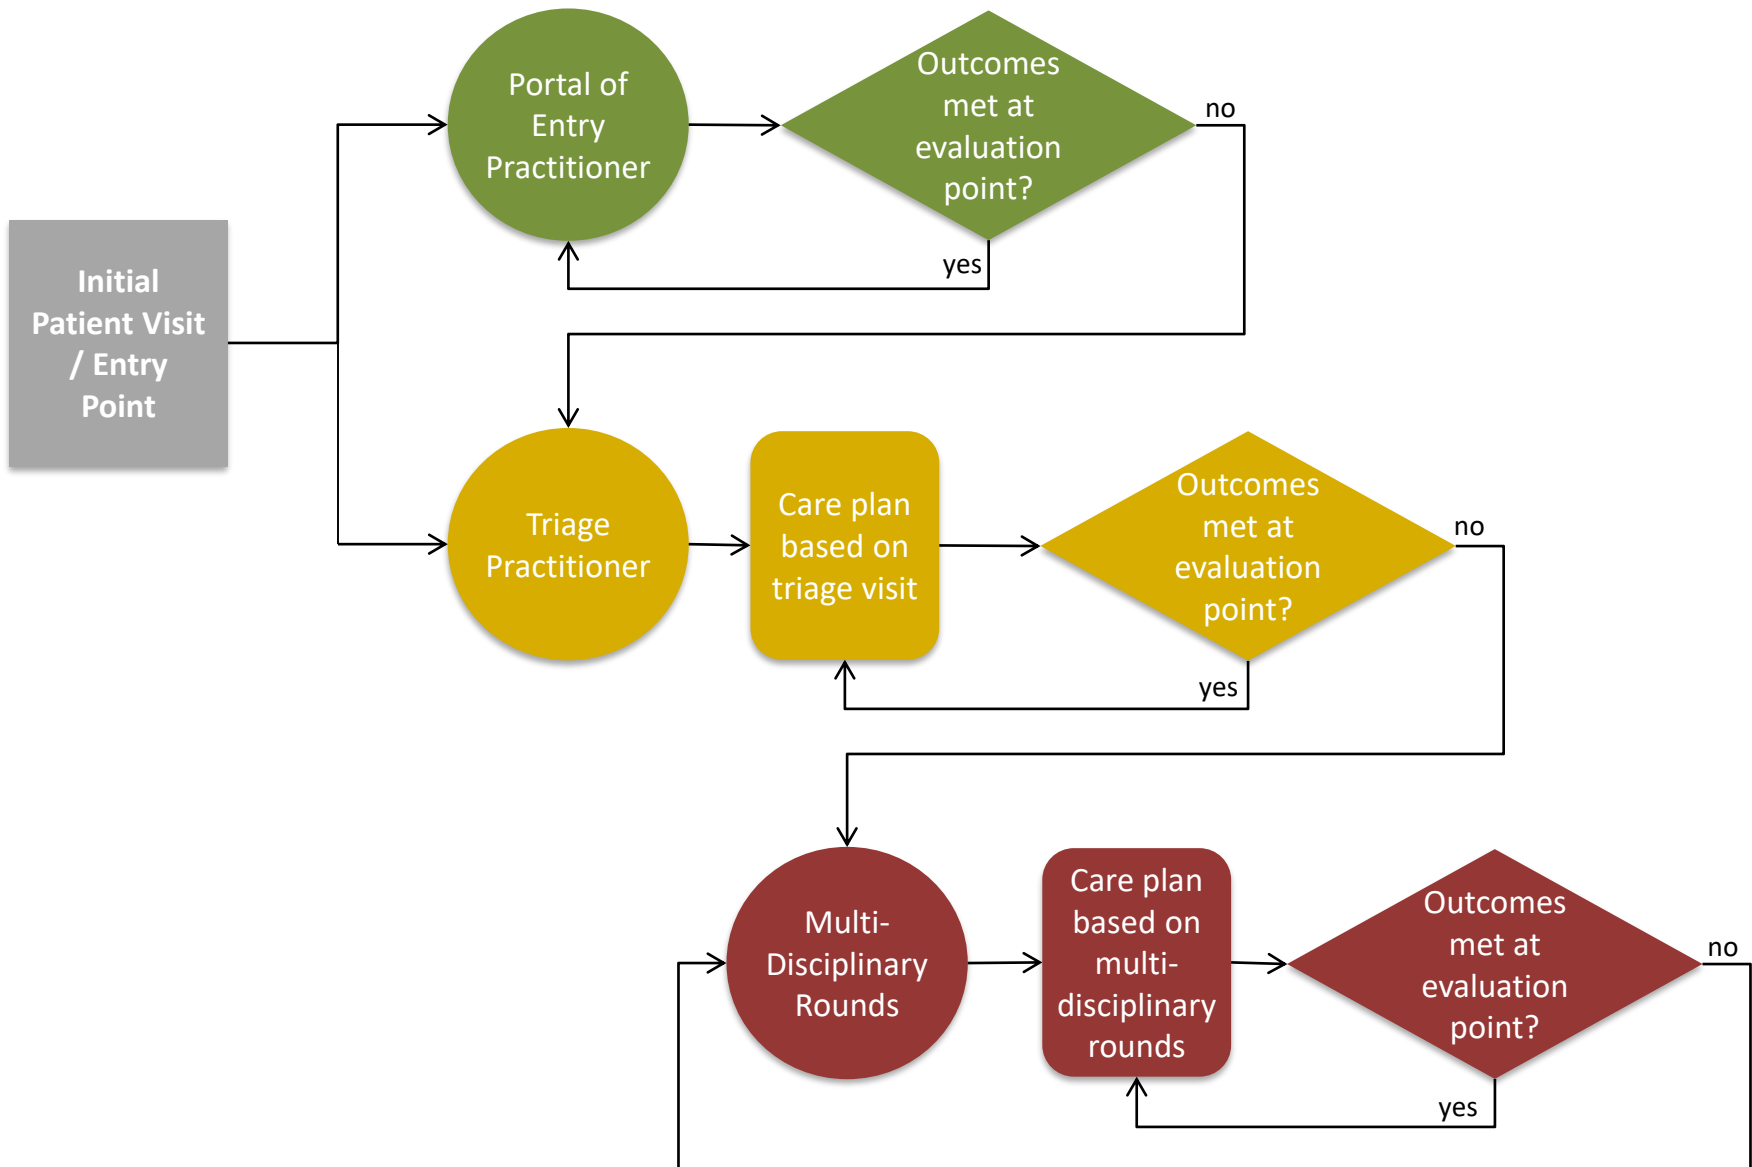 Initial
Patient Visit
/ Entry
Point
Portal of
Entry
Practitioner
Outcomes
met at
evaluation
point?
no
yes
Triage
Practitioner
Care plan
based on
triage visit
Outcomes
met at
evaluation
point?
no
yes
Multi-
Disciplinary
Rounds
Care plan
based on
multi-
disciplinary
rounds
Outcomes
met at
evaluation
point?
no
yes